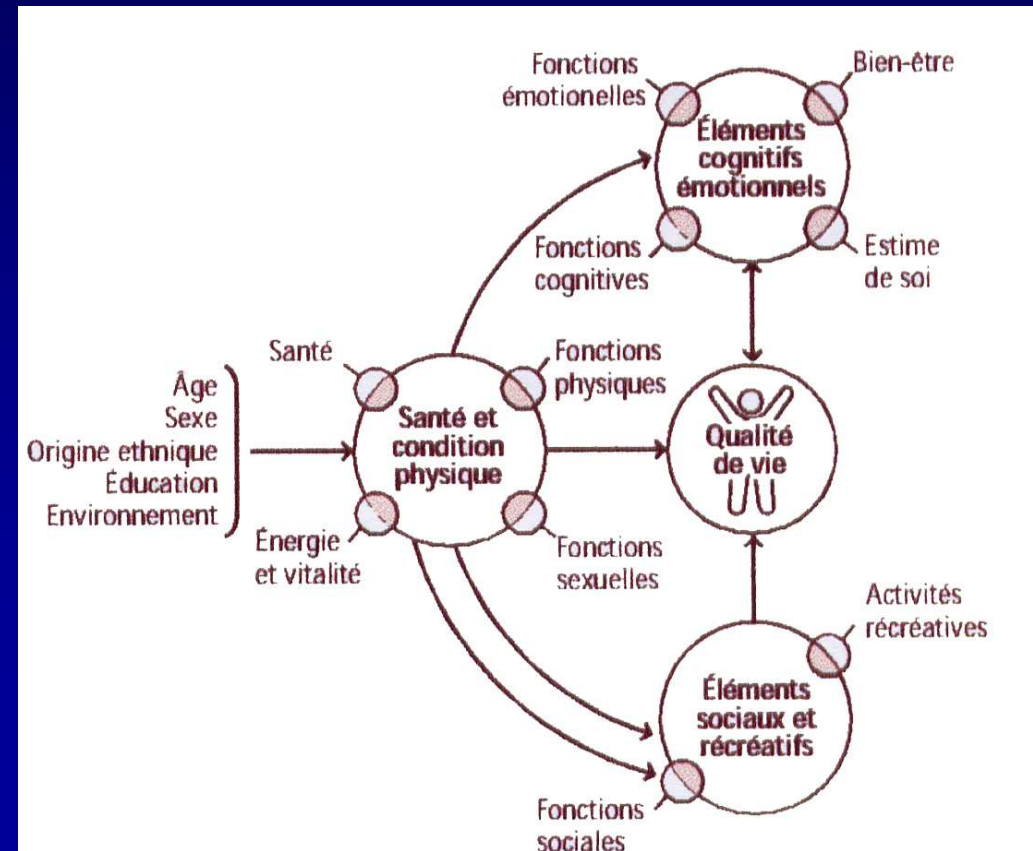 Fonctions
émotionelles
Bien-être
Éléments
cognitifs
émotionnels
Fonctions
cognitives
Estime
de soi
Santé
Fonctions
physiques
Âge
Sexe
Origine ethnique
Éducation
Environnement
Santé et
condition
physique
Qualité
de vie
Énergie
et vitalité
Fonctions
sexuelles
Activités
récréatives
Éléments
sociaux et
récréatifs
Fonctions
sociales